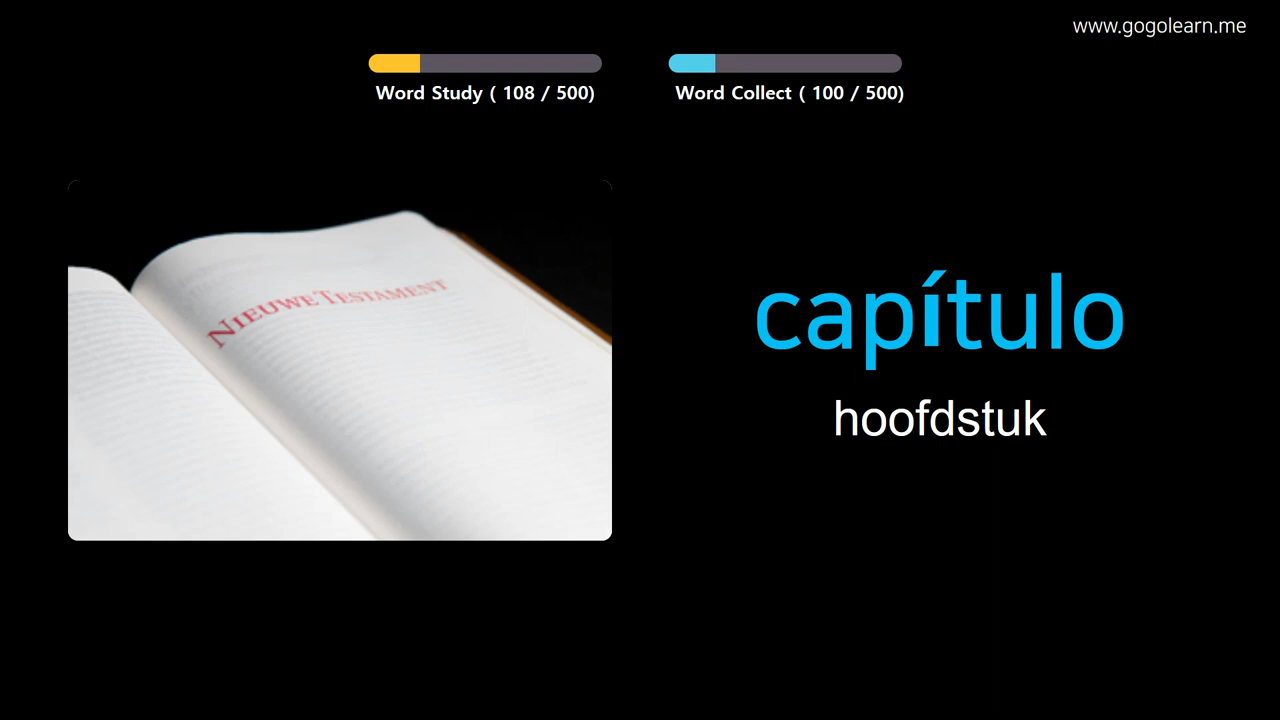 www.gogolearn.me
Word Study ( 108 / 500)
Word Collect ( 100 / 500)
NIEUWE TESTAMENT
capítulo
hoofdstuk